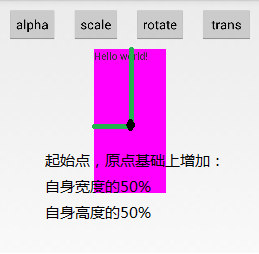 alpha scale rotate trans
Hello world!
起始点，原点基础上增加：
自身宽度的50%
自身高度的50%